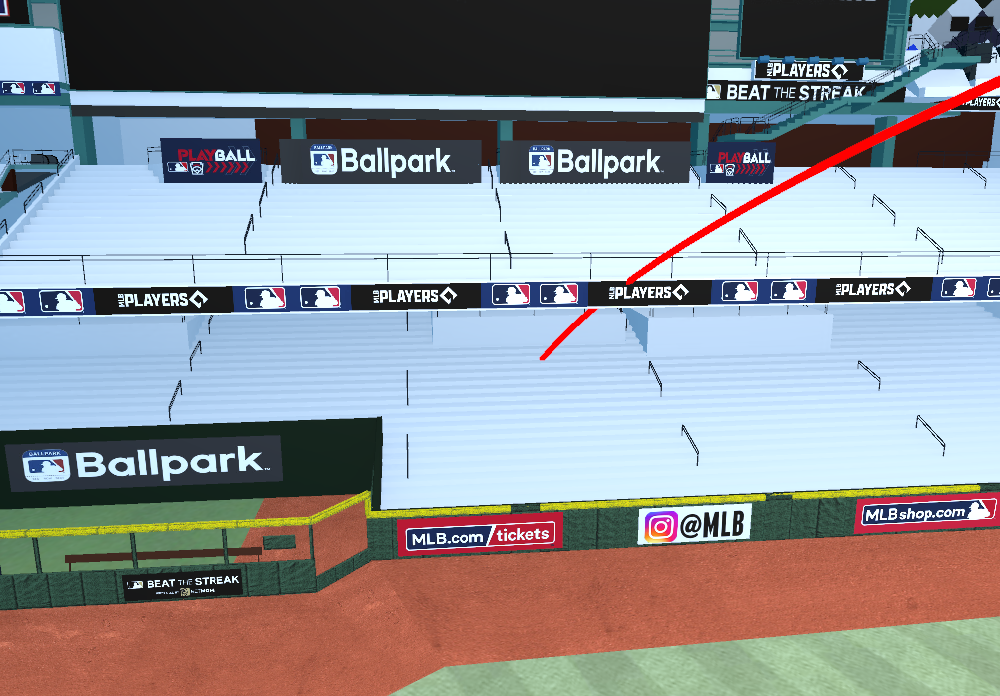 MLB PLAYERS
BEAT THE STREAK
PLAYERS
PLAY BALL
Ballpark
Ballpark
PLAY BALL
MLB PLAYERS
MLB PLAYERS
MLB PLAYERS
MLB PLAYERS
BALLPARK
Ballpark™
MLB.com/tickets
@MLB
MLBshop.com
BEAT THE STREAK